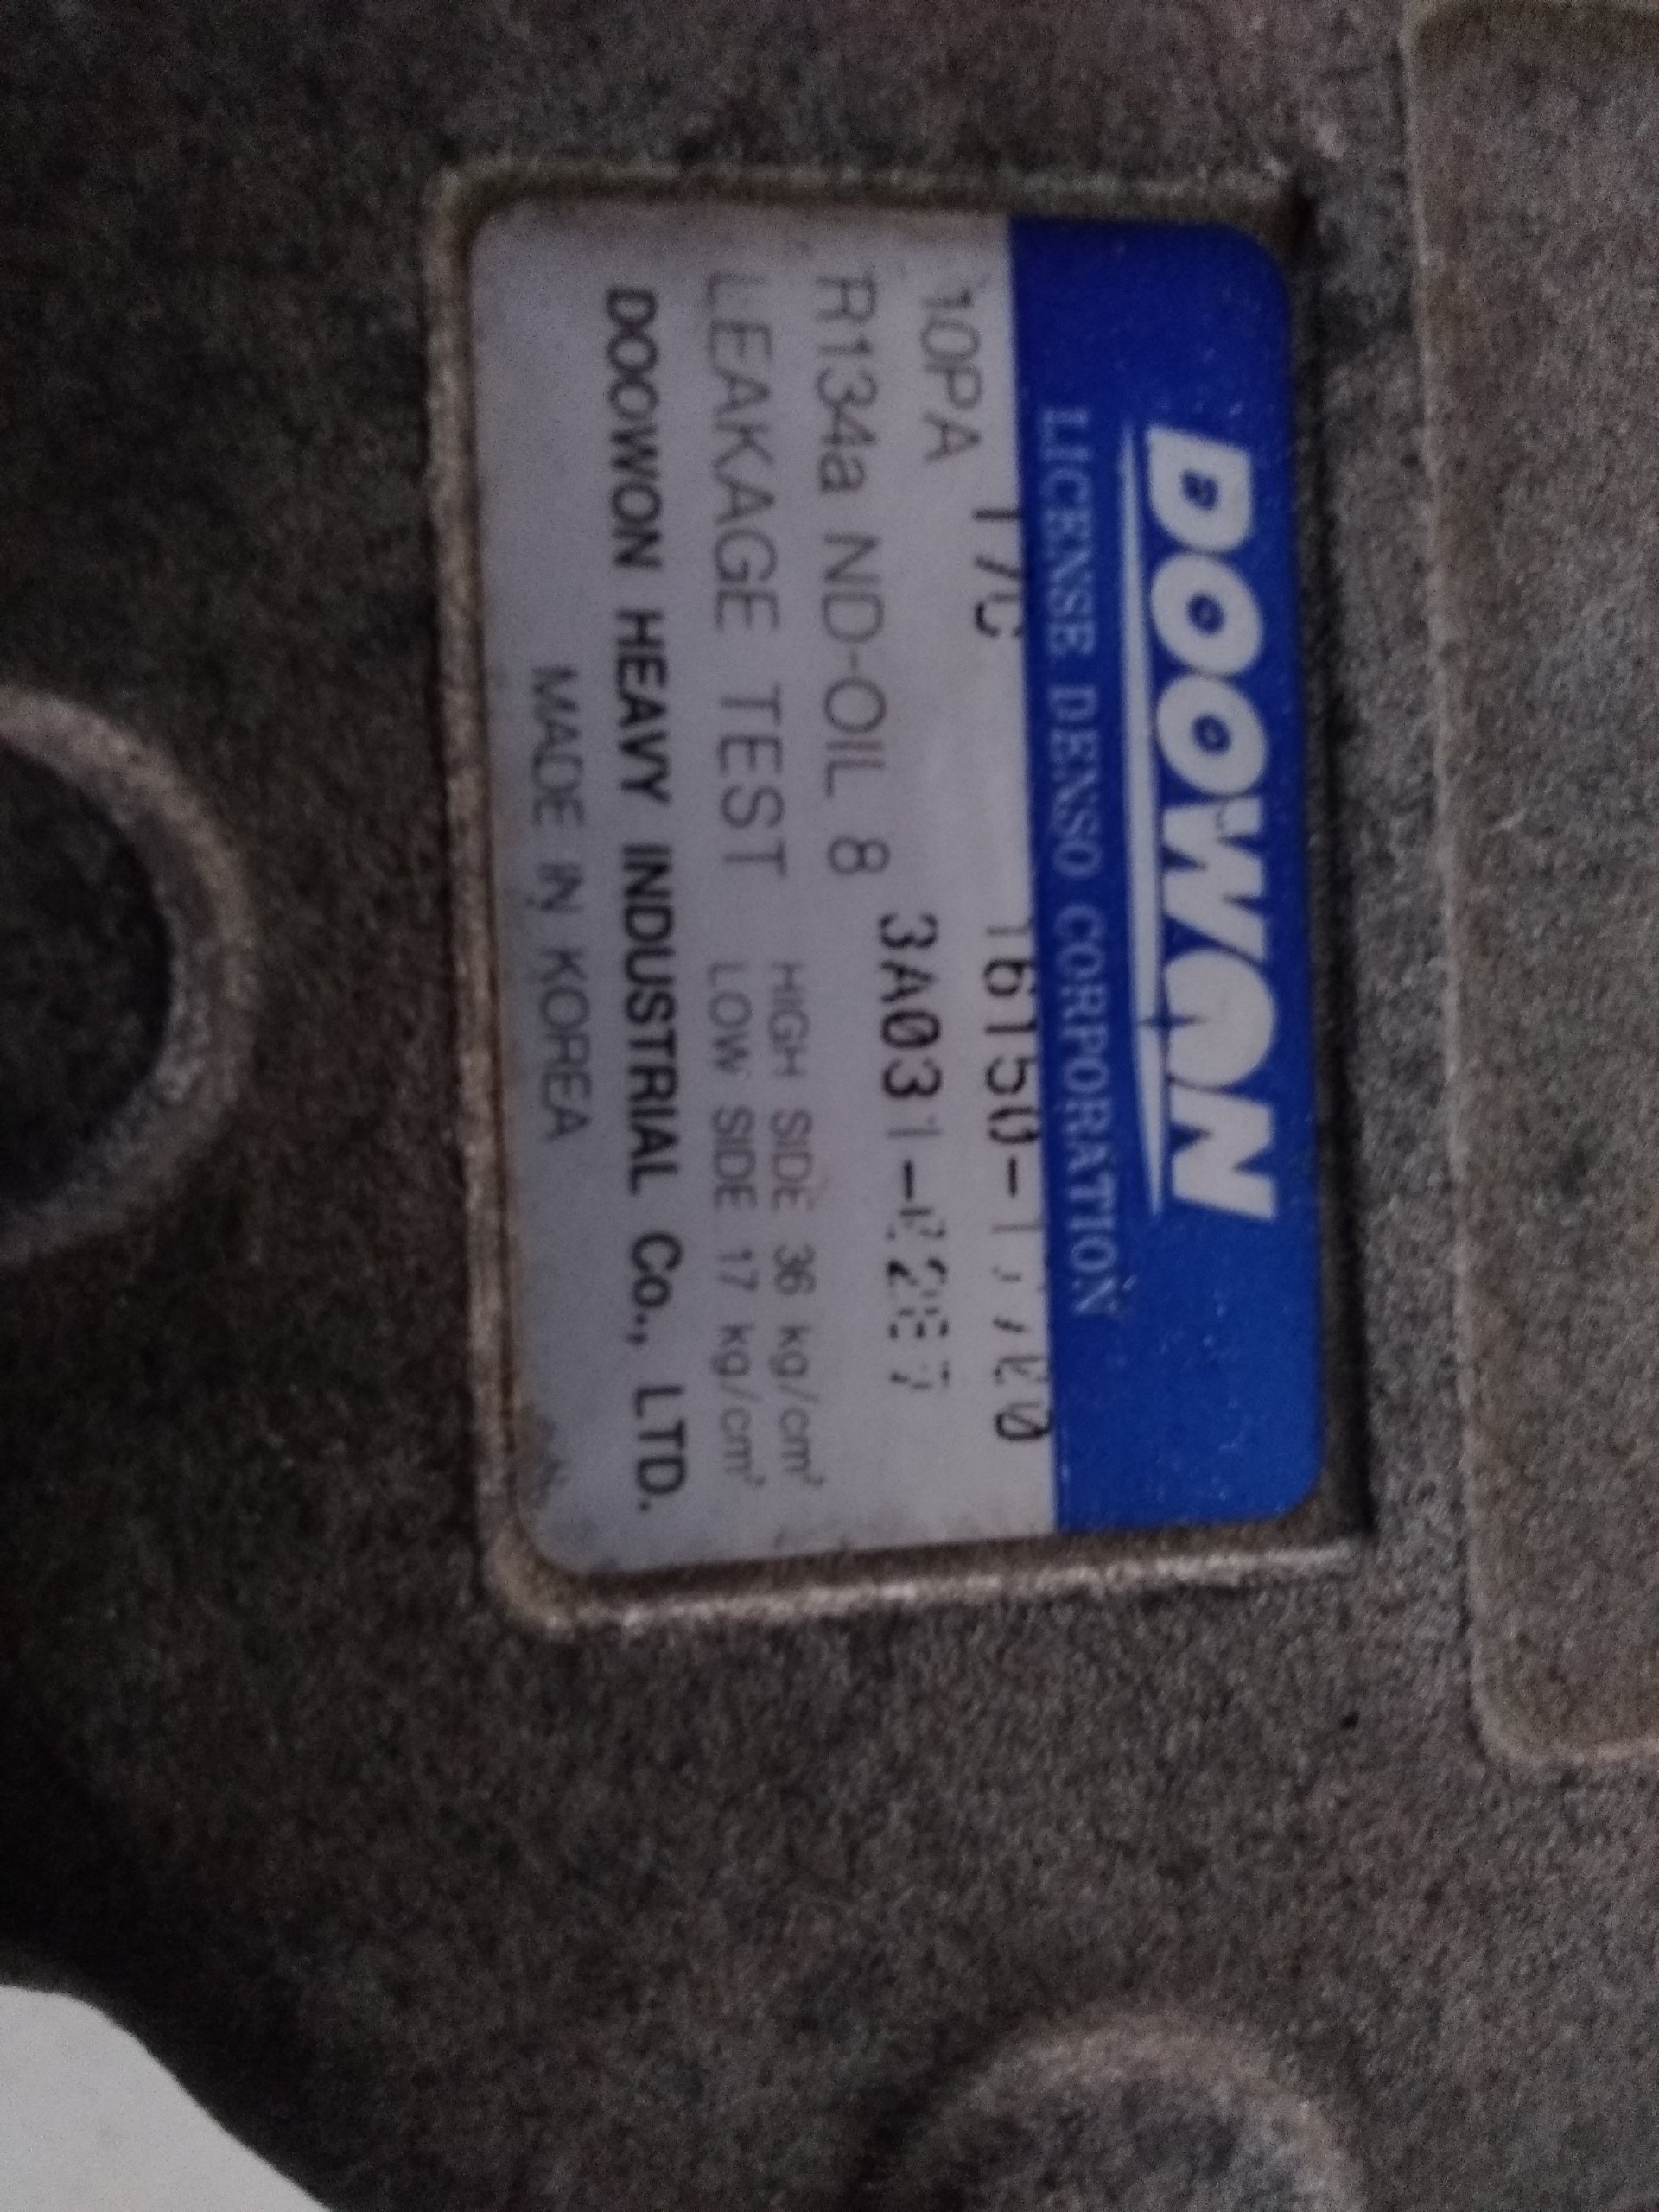 DOOWON
LICENSE DENSO CORPORATION
10PA 17C
R134a ND-OIL 8
LEAKAGE TEST HIGH SIDE 36 kg/cm²
LOW SIDE 17 kg/cm²
DOOWON HEAVY INDUSTRIAL Co., LTD.
MADE IN KOREA